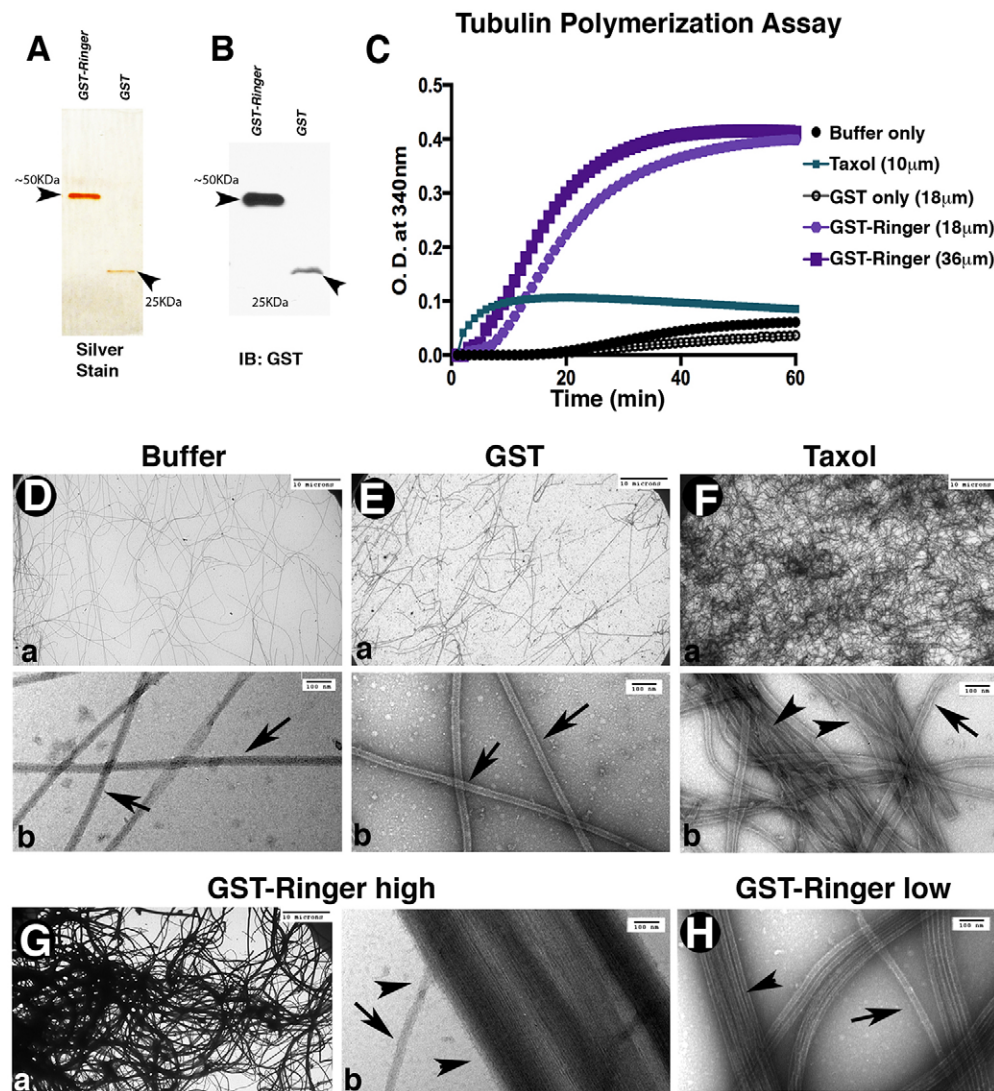 Tubulin Polymerization Assay
A
GST-Ringer
GST
~50KDa
25KDa
Silver
Stain
B
GST-Ringer
GST
~50KDa
25KDa
IB: GST
C
O. D. at 340nm
0.5
0.4
0.3
0.2
0.1
0.0
0
20
40
60
Time (min)
Buffer only
Taxol (10μm)
GST only (18μm)
GST-Ringer (18μm)
GST-Ringer (36μm)
Buffer
GST
Taxol
D
10 microns
a
E
10 microns
a
F
10 microns
a
100 nm
b
100 nm
b
100 nm
b
GST-Ringer high
GST-Ringer low
G
10 microns
a
100 nm
b
H
100 nm